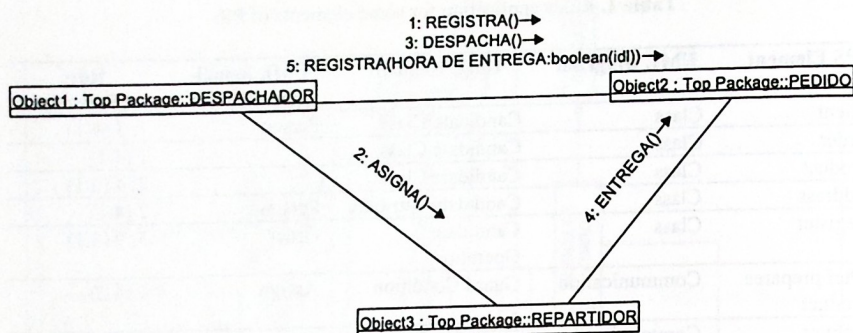 1: REGISTRA()→
3: DESPACHA()→
5: REGISTRA(HORA DE ENTREGA:boolean(idl))→
Object1 : Top Package::DESPACHADOR
Object2 : Top Package::PEDIDO
2: ASIGNA()→
4: ENTREGA()→
Object3 : Top Package::REPARTIDOR